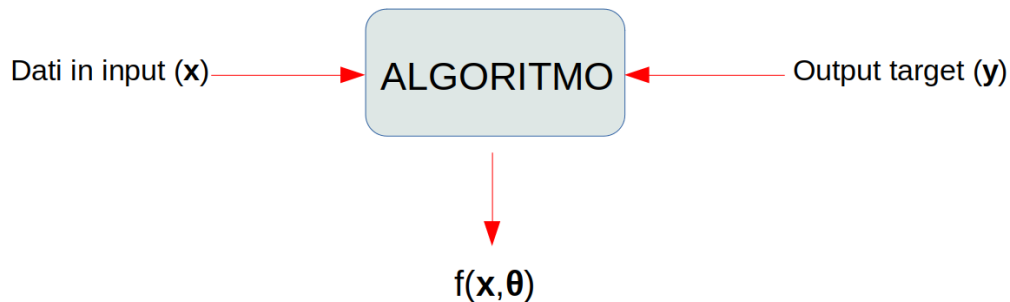 Dati in input (x)
ALGORITMO
Output target (y)
f(x,θ)